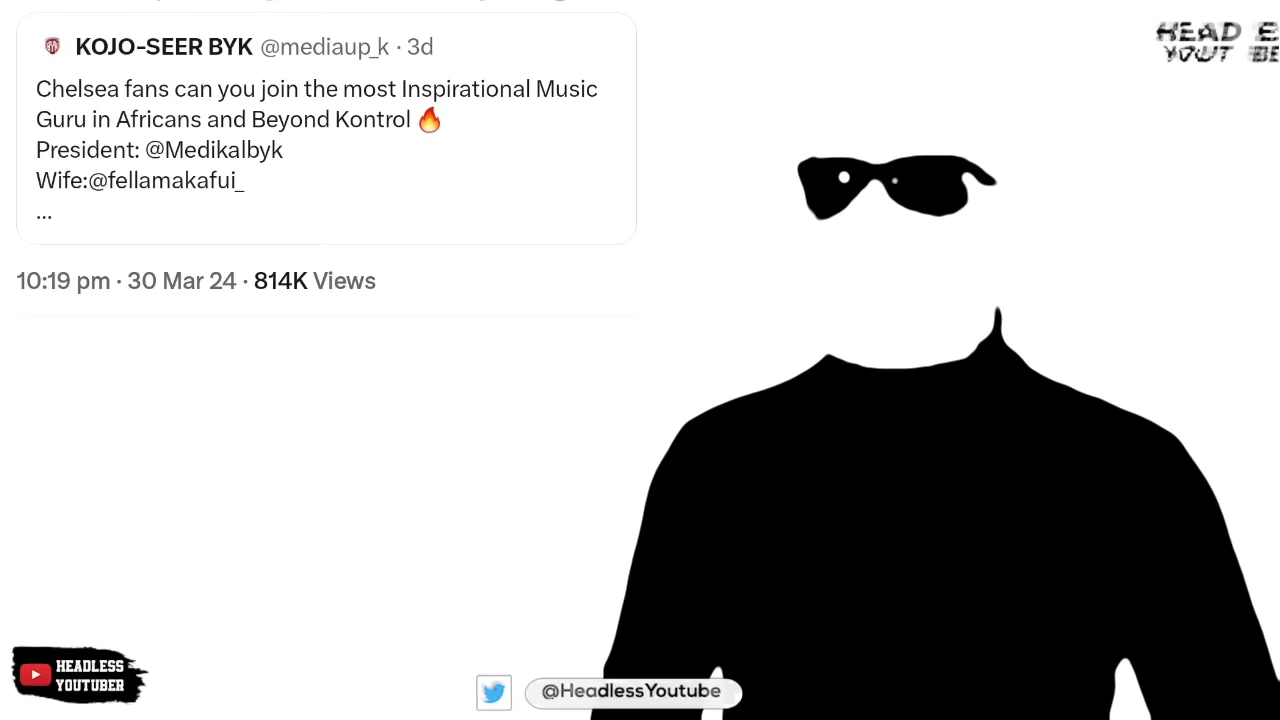 KOJO-SEER BYK @mediaup_k · 3d
Chelsea fans can you join the most Inspirational Music
Guru in Africans and Beyond Kontrol 🔥
President: @Medikalbyk
Wife:@fellamakafui_
...
10:19 pm · 30 Mar 24 · 814K Views
HEAD
HEADLESS
YOUTUBER
@HeadlessYoutube